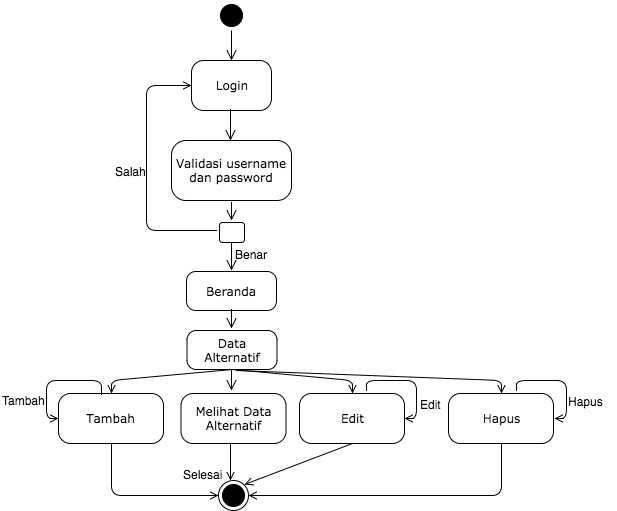 Login
Validasi username
dan password
Salah
Benar
Beranda
Data
Alternatif
Tambah
Tambah
Melihat Data
Alternatif
Edit
Edit
Hapus
Hapus
Selesai